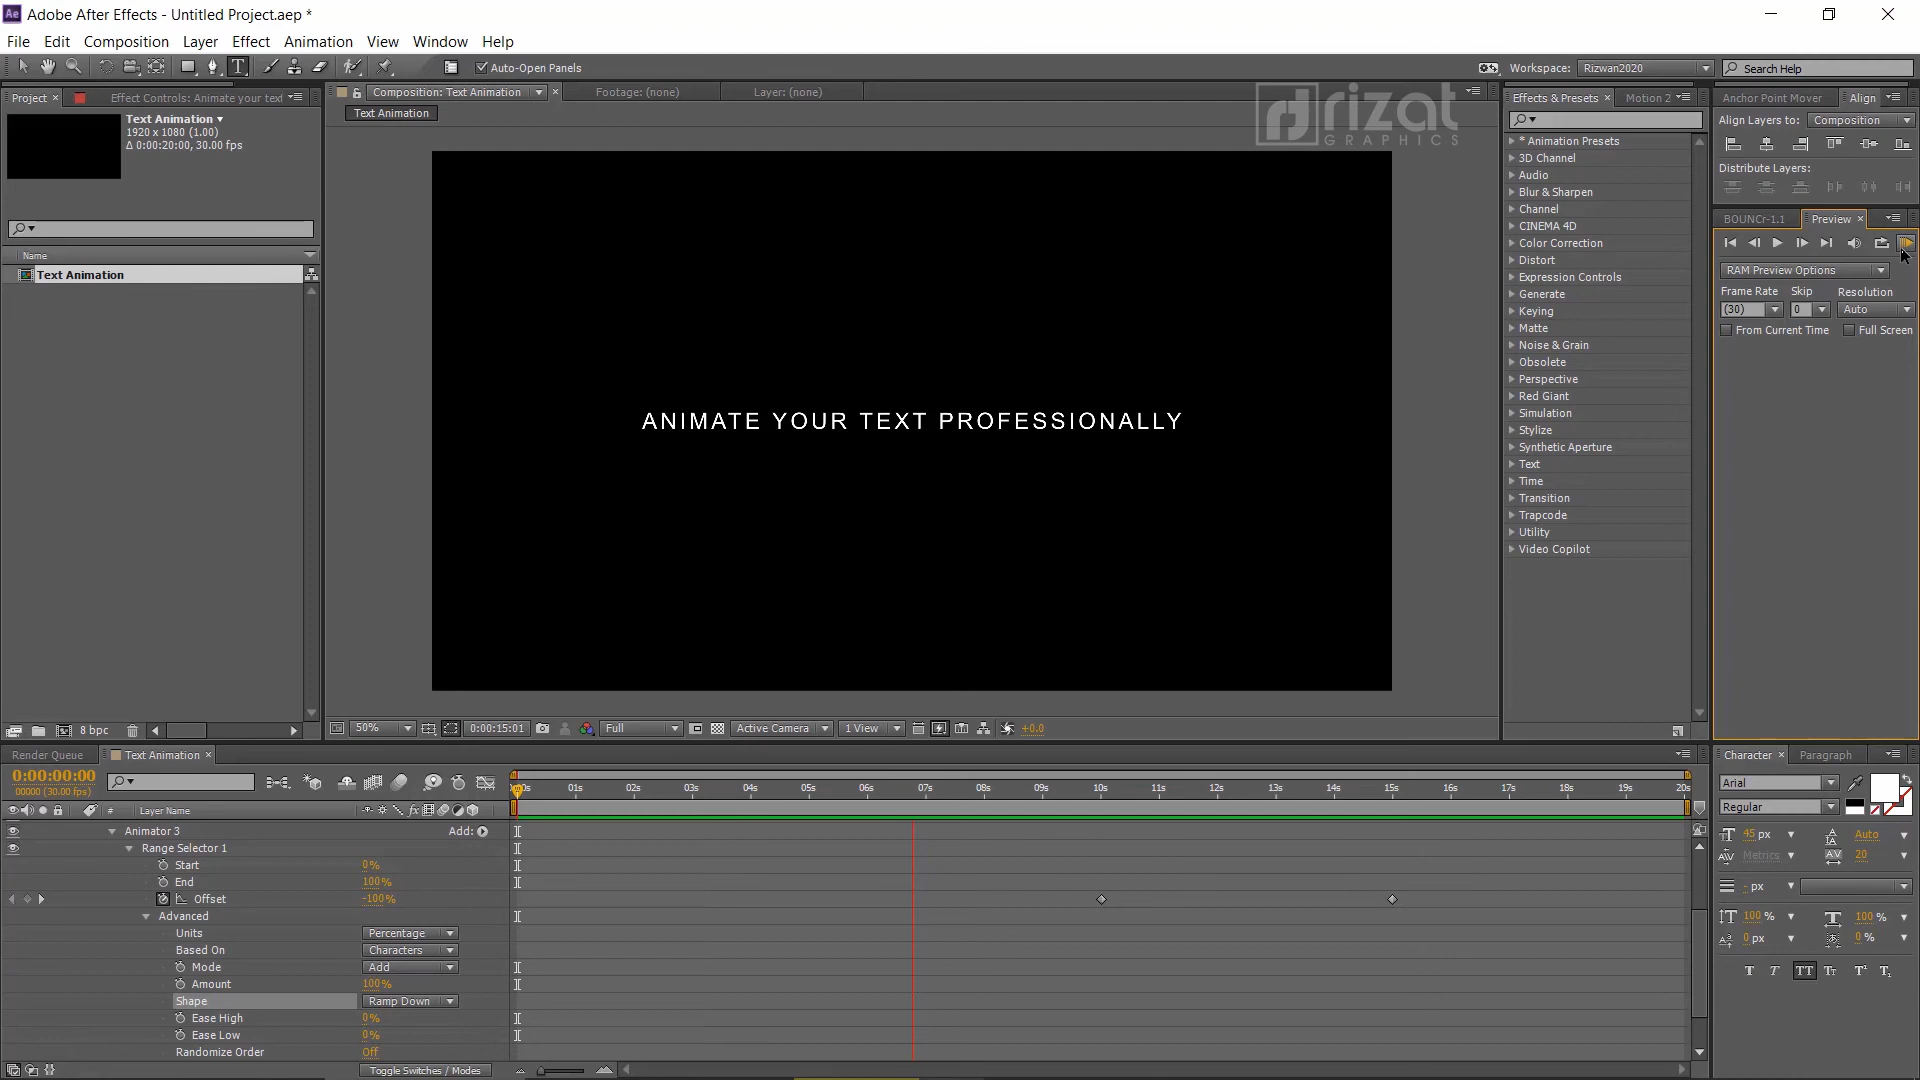 Ae Adobe After Effects - Untitled Project.aep *
File Edit Composition Layer Effect Animation View Window Help
T Auto-Open Panels Workspace: Rizwan2020 Search Help
Project × Effect Controls: Animate your text
Text Animation
1920 x 1080 (1.00)
Δ 0:00:20:00, 30.00 fps
Name
Text Animation
8 bpc
Composition: Text Animation × Footage: (none) Layer: (none)
Text Animation
rizat
GRAPHICS
ANIMATE YOUR TEXT PROFESSIONALLY
50% 0:00:15:01 Full Active Camera 1 View +0.0
Effects & Presets × Motion 2
* Animation Presets
3D Channel
Audio
Blur & Sharpen
Channel
CINEMA 4D
Color Correction
Distort
Expression Controls
Generate
Keying
Matte
Noise & Grain
Obsolete
Perspective
Red Giant
Simulation
Stylize
Synthetic Aperture
Text
Time
Transition
Trapcode
Utility
Video Copilot
Anchor Point Mover Align
Align Layers to: Composition
Distribute Layers:
BOUNCr-1.1 Preview ×
RAM Preview Options
Frame Rate Skip Resolution
(30) 0 Auto
From Current Time Full Screen
Render Queue Text Animation ×
0:00:00:00
00000 (30.00 fps)
# Layer Name
01s 02s 03s 04s 05s 06s 07s 08s 09s 10s 11s 12s 13s 14s 15s 16s 17s 18s 19s 20s
Animator 3 Add:
Range Selector 1
Start 0%
End 100%
Offset -100%
Advanced
Units Percentage
Based On Characters
Mode Add
Amount 100%
Shape Ramp Down
Ease High 0%
Ease Low 0%
Randomize Order Off
Toggle Switches / Modes
Character × Paragraph
Arial
Regular
45 px Auto
Metrics 20
- px
100 % 100 %
0 px 0 %
T T TT Tt T¹ T₁